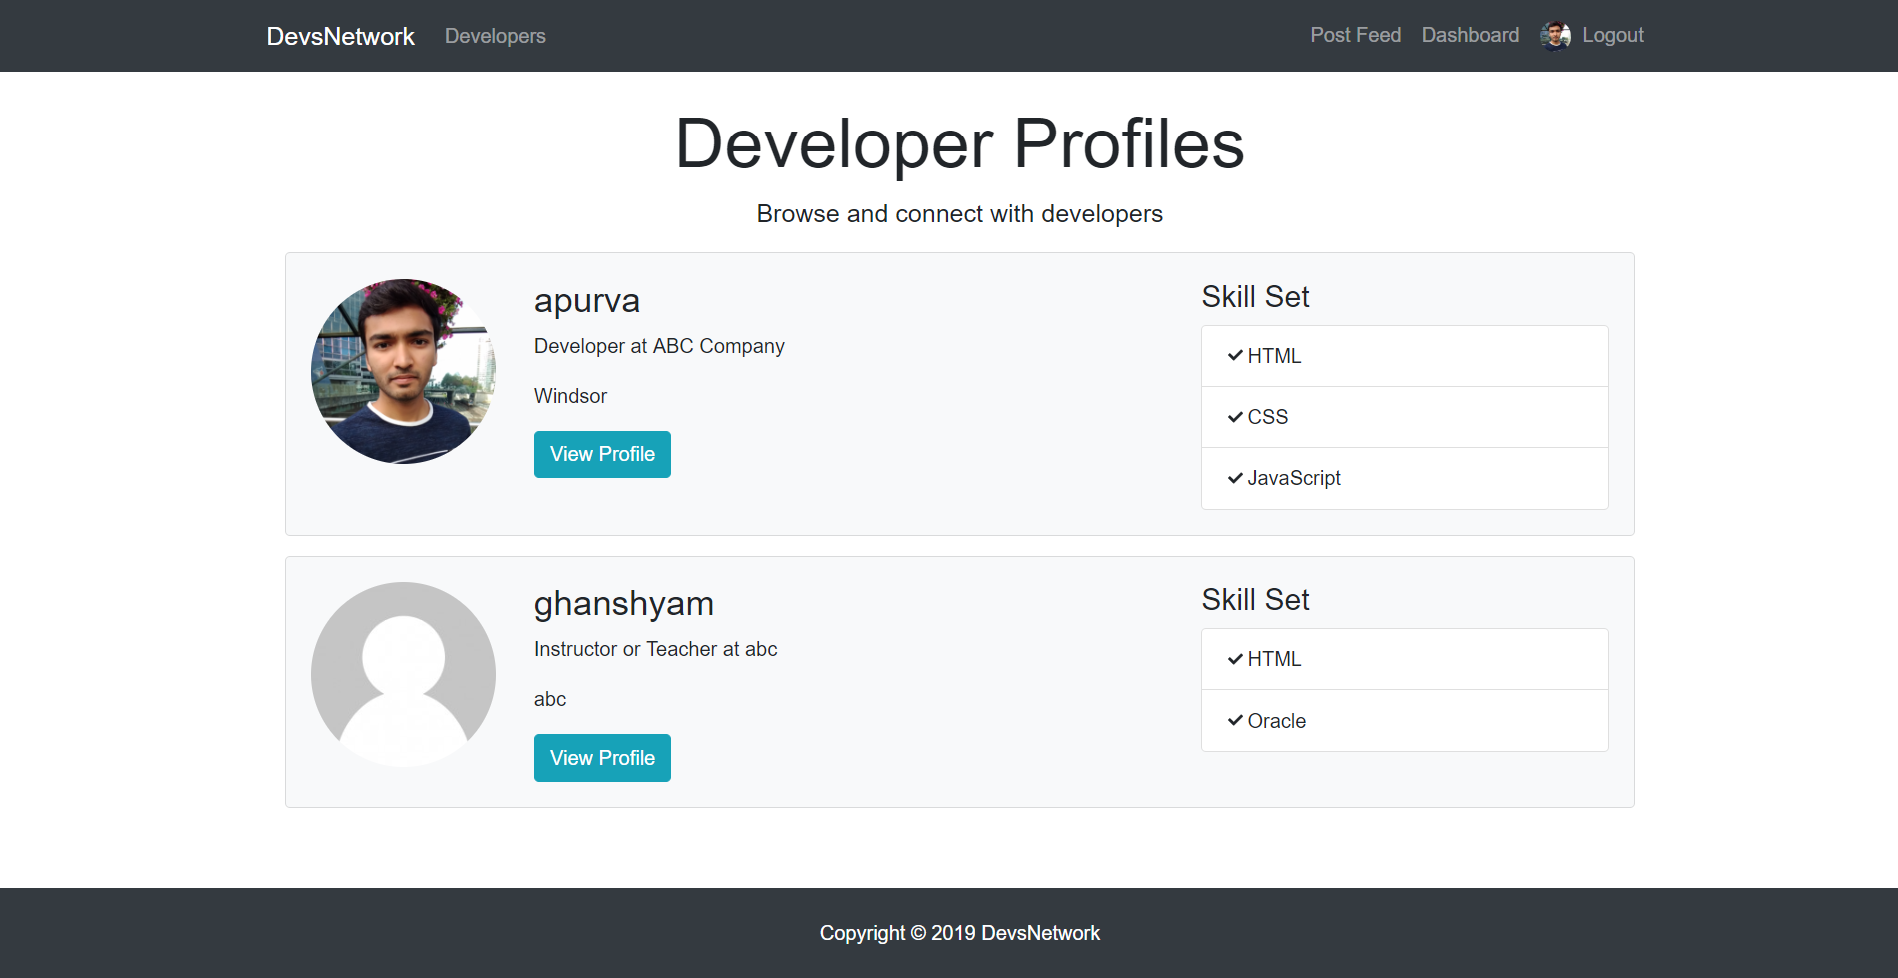 DevsNetwork Developers Post Feed Dashboard Logout
Developer Profiles
Browse and connect with developers
apurva
Developer at ABC Company
Windsor
View Profile
Skill Set
HTML
CSS
JavaScript
ghanshyam
Instructor or Teacher at abc
abc
View Profile
Skill Set
HTML
Oracle
Copyright © 2019 DevsNetwork